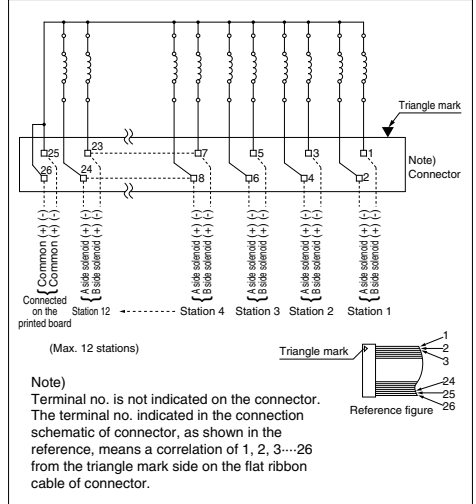 Triangle mark
25
23
7
5
3
1
Note)
Connector
26
24
8
6
4
2
Common (+) (-)
Common (+) (-)
A side solenoid (+) (-)
B side solenoid (+) (-)
A side solenoid (+) (-)
B side solenoid (+) (-)
A side solenoid (+) (-)
B side solenoid (+) (-)
A side solenoid (+) (-)
B side solenoid (+) (-)
A side solenoid (+) (-)
B side solenoid (+) (-)
Connected
on the
printed board
Station 12
Station 4
Station 3
Station 2
Station 1
(Max. 12 stations)
Triangle mark
1
2
3
24
25
26
Reference figure
Note)
Terminal no. is not indicated on the connector.
The terminal no. indicated in the connection
schematic of connector, as shown in the
reference, means a correlation of 1, 2, 3····26
from the triangle mark side on the flat ribbon
cable of connector.